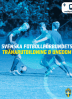 SVENSKA FOTBOLLFÖRBUNDETS
TRÄNARUTBILDNING
UNGDOM